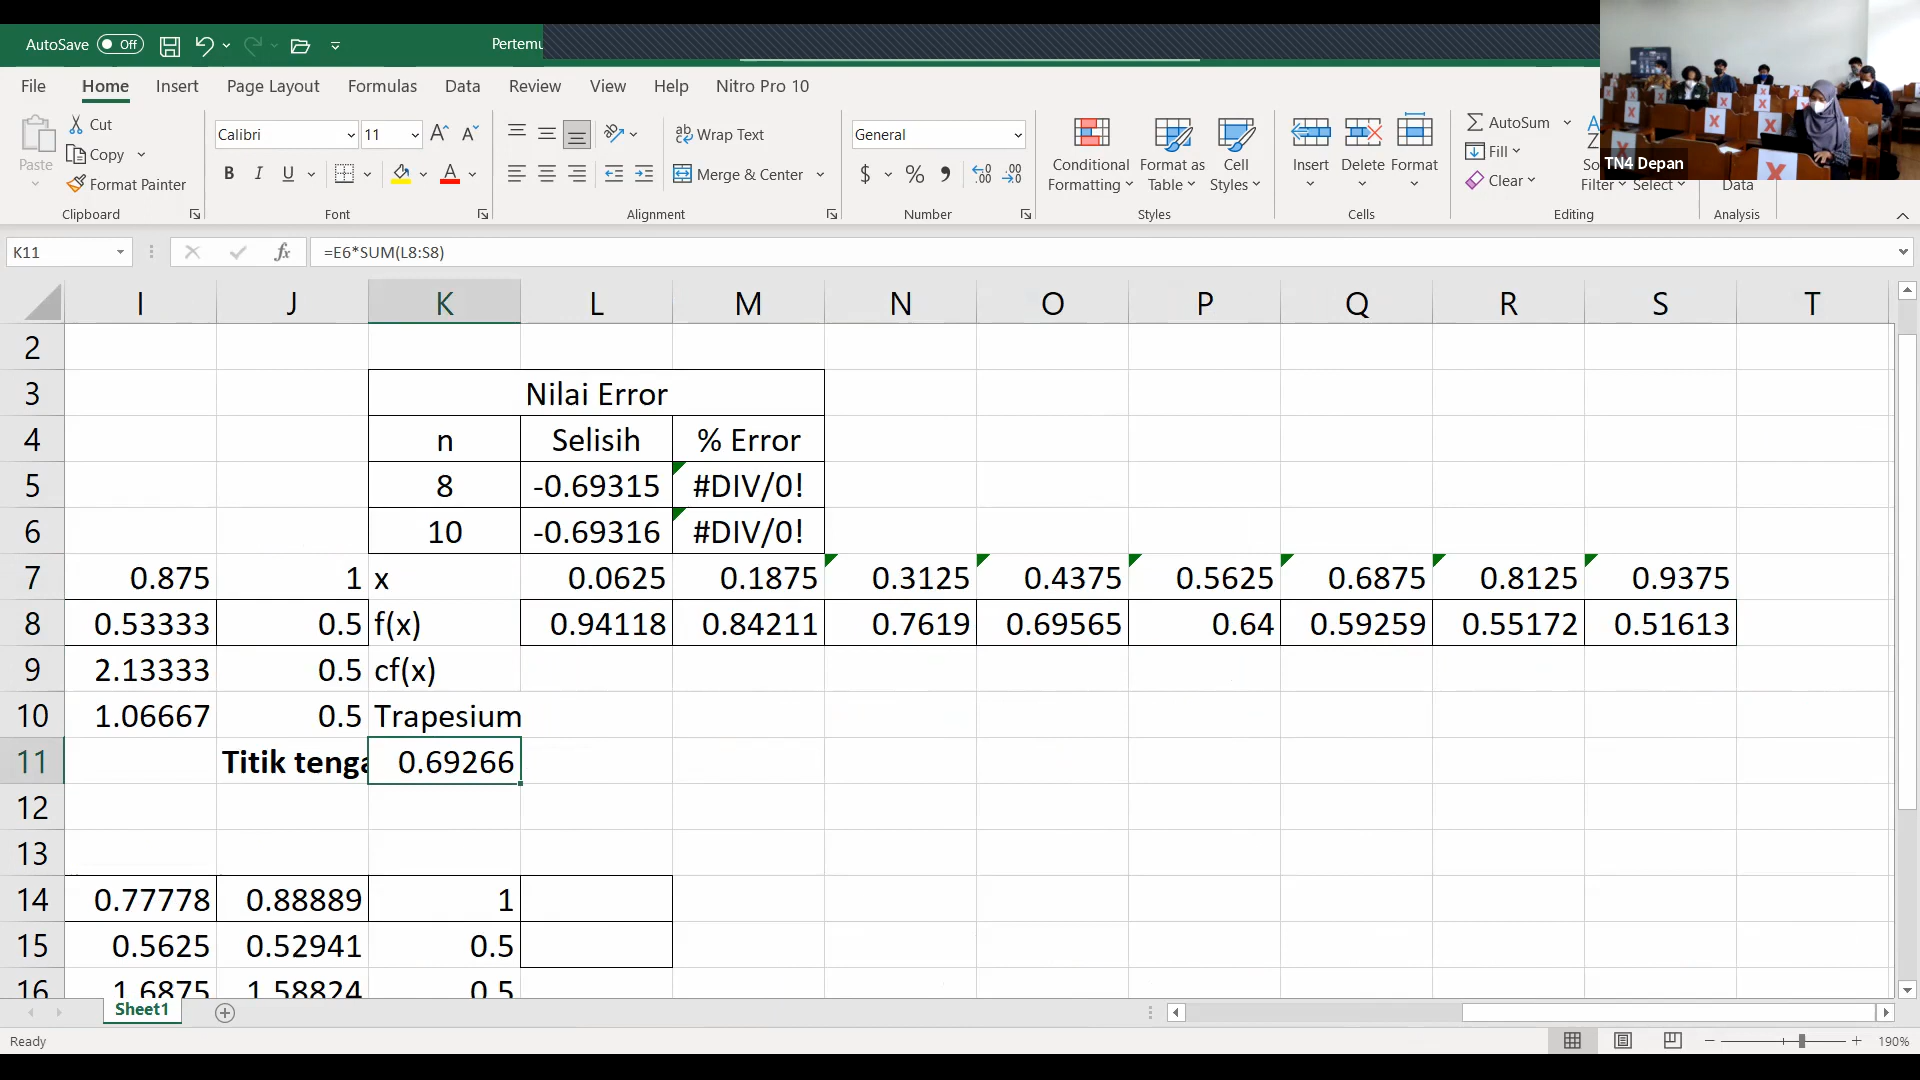 AutoSave Off
Pertemu
File Home Insert Page Layout Formulas Data Review View Help Nitro Pro 10
Paste
Cut
Copy
Format Painter
Clipboard
Calibri 11
B I U
Font
Wrap Text
Merge & Center
Alignment
General
$ % 9
Number
Conditional Formatting
Format as Table
Cell Styles
Styles
Insert Delete Format
Cells
AutoSum
Fill
Clear
Filter Select
Editing
Data
Analysis
TN4 Depan
K11 fx =E6*SUM(L8:S8)
I J K L M N O P Q R S T
2
3 Nilai Error
4 n Selisih % Error
5 8 -0.69315 #DIV/0!
6 10 -0.69316 #DIV/0!
7 0.875 1 x 0.0625 0.1875 0.3125 0.4375 0.5625 0.6875 0.8125 0.9375
8 0.53333 0.5 f(x) 0.94118 0.84211 0.7619 0.69565 0.64 0.59259 0.55172 0.51613
9 2.13333 0.5 cf(x)
10 1.06667 0.5 Trapesium
11 Titik tenga 0.69266
12
13
14 0.77778 0.88889 1
15 0.5625 0.52941 0.5
16 1.6875 1.58824 0.5
Sheet1
Ready
190%